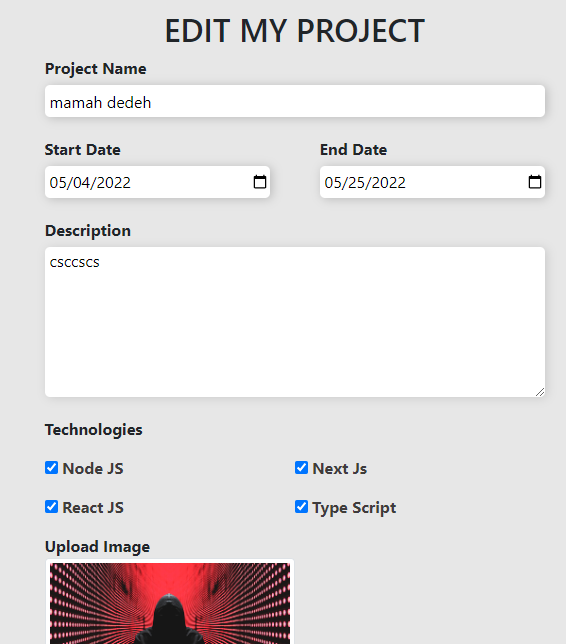 EDIT MY PROJECT
Project Name
mamah dedeh
Start Date
End Date
05/04/2022
05/25/2022
Description
csccscs
Technologies
Node JS
Next Js
React JS
Type Script
Upload Image